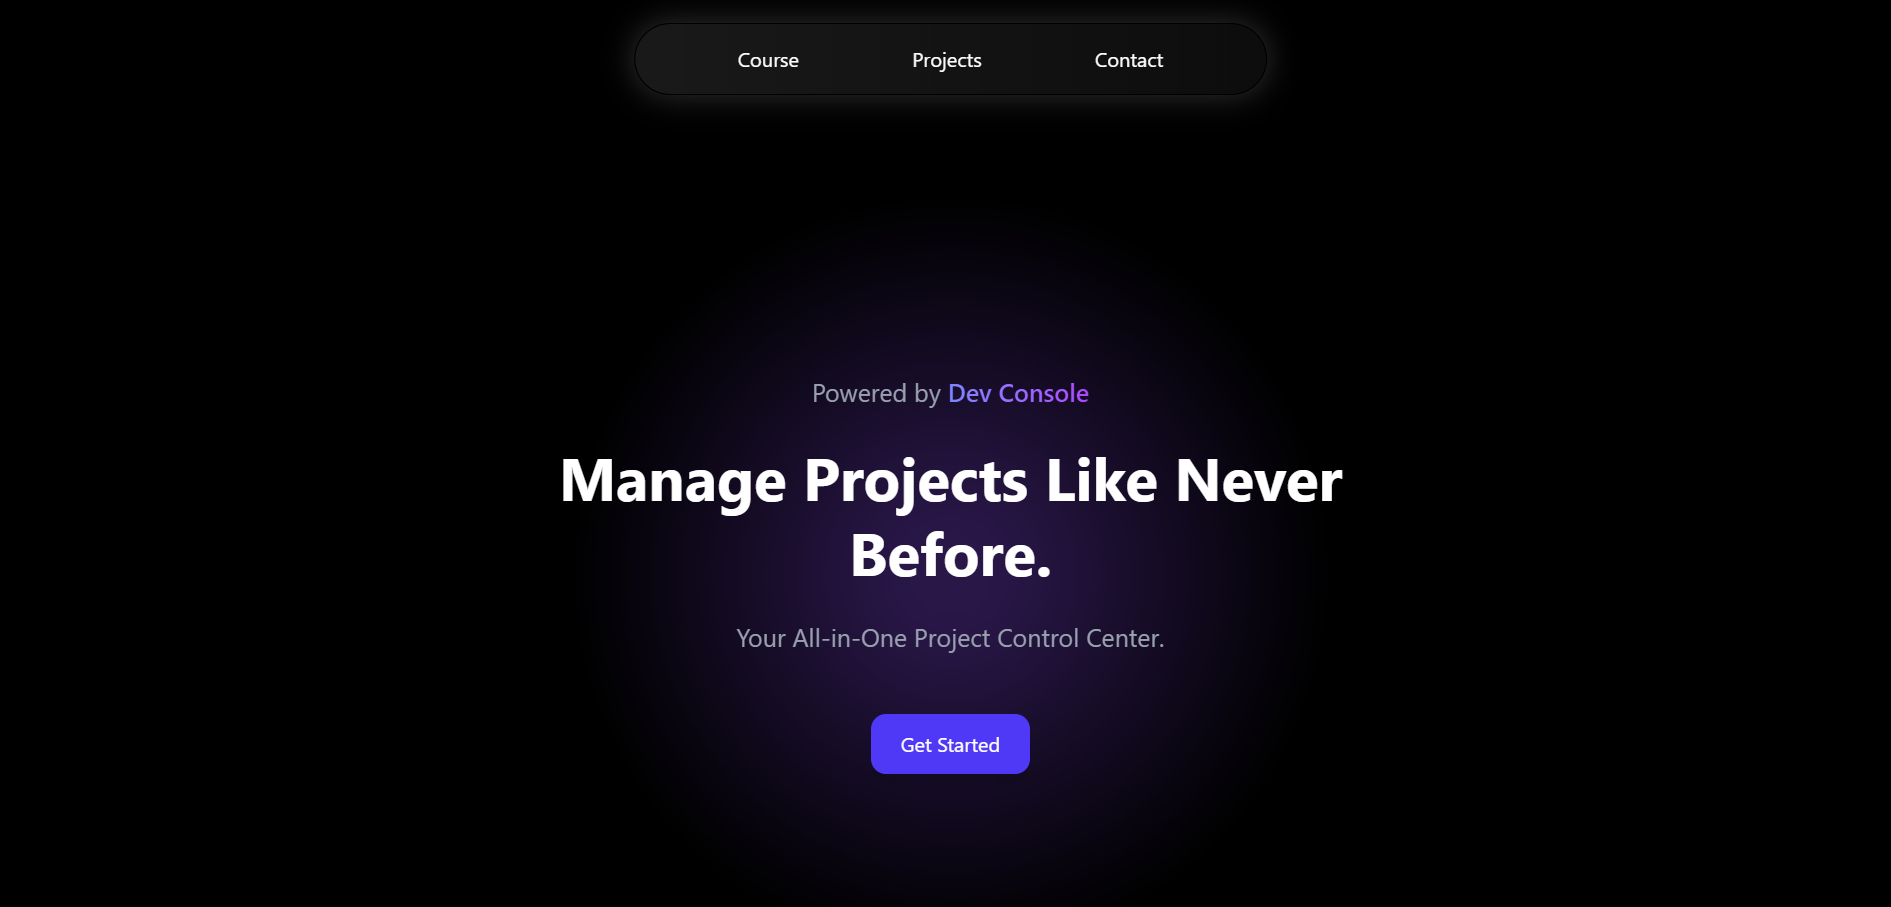 Course Projects Contact
Powered by Dev Console
Manage Projects Like Never
Before.
Your All-in-One Project Control Center.
Get Started